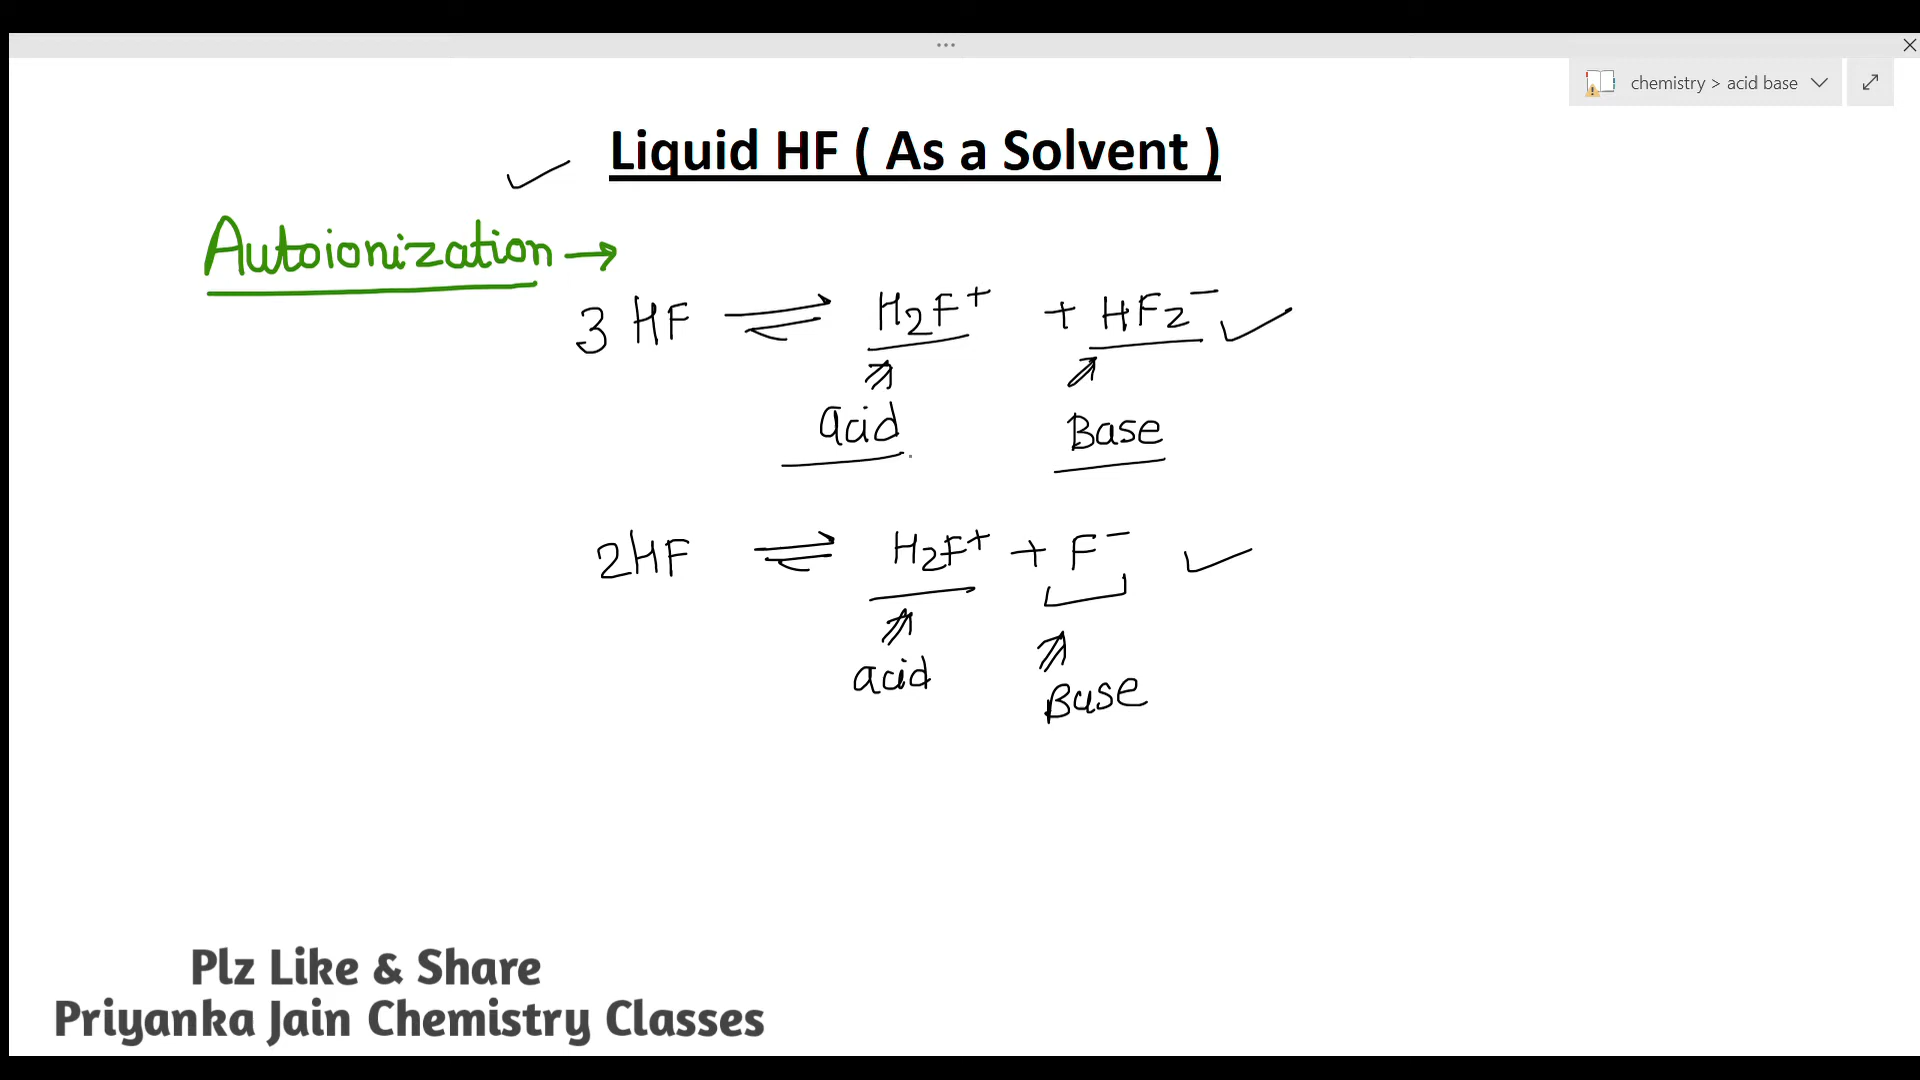 chemistry > acid base
Liquid HF ( As a Solvent )
Autoionization →
3 HF ⇌ H2F+ + HF2-
acid Base
2HF ⇌ H2F+ + F-
acid Base
Plz Like & Share
Priyanka Jain Chemistry Classes